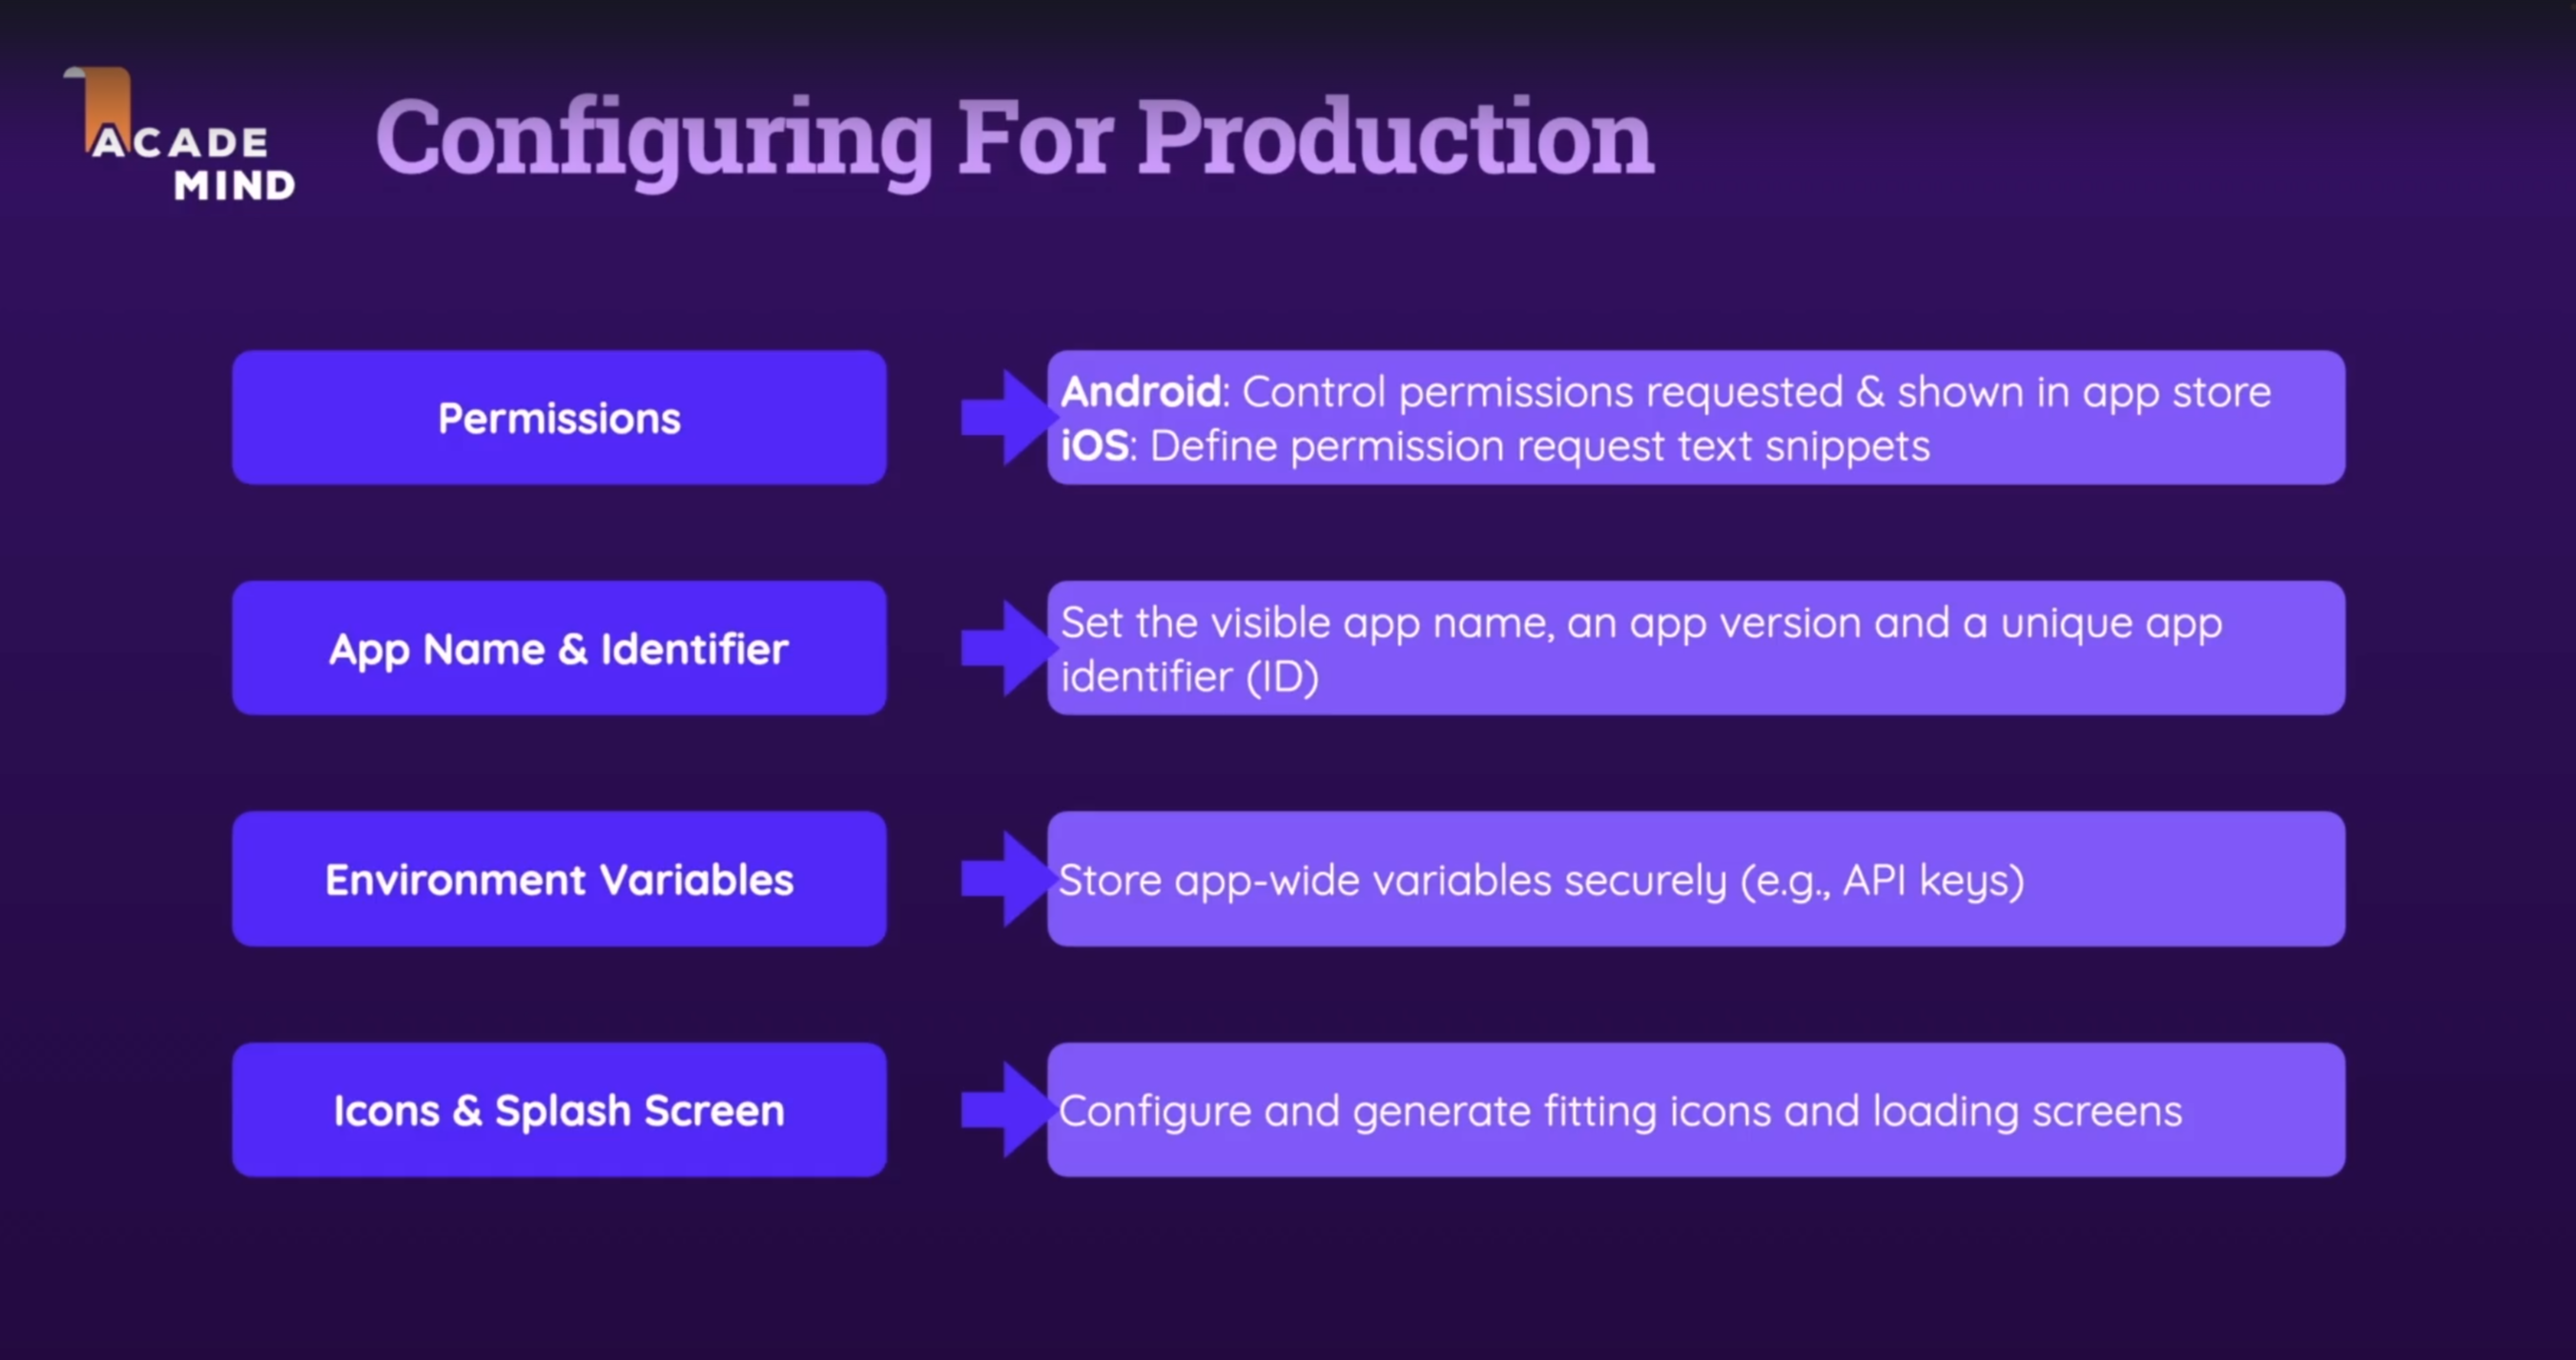 ACADE
MIND
Configuring For Production
Permissions
Android: Control permissions requested & shown in app store
iOS: Define permission request text snippets
App Name & Identifier
Set the visible app name, an app version and a unique app
identifier (ID)
Environment Variables
Store app-wide variables securely (e.g., API keys)
Icons & Splash Screen
Configure and generate fitting icons and loading screens